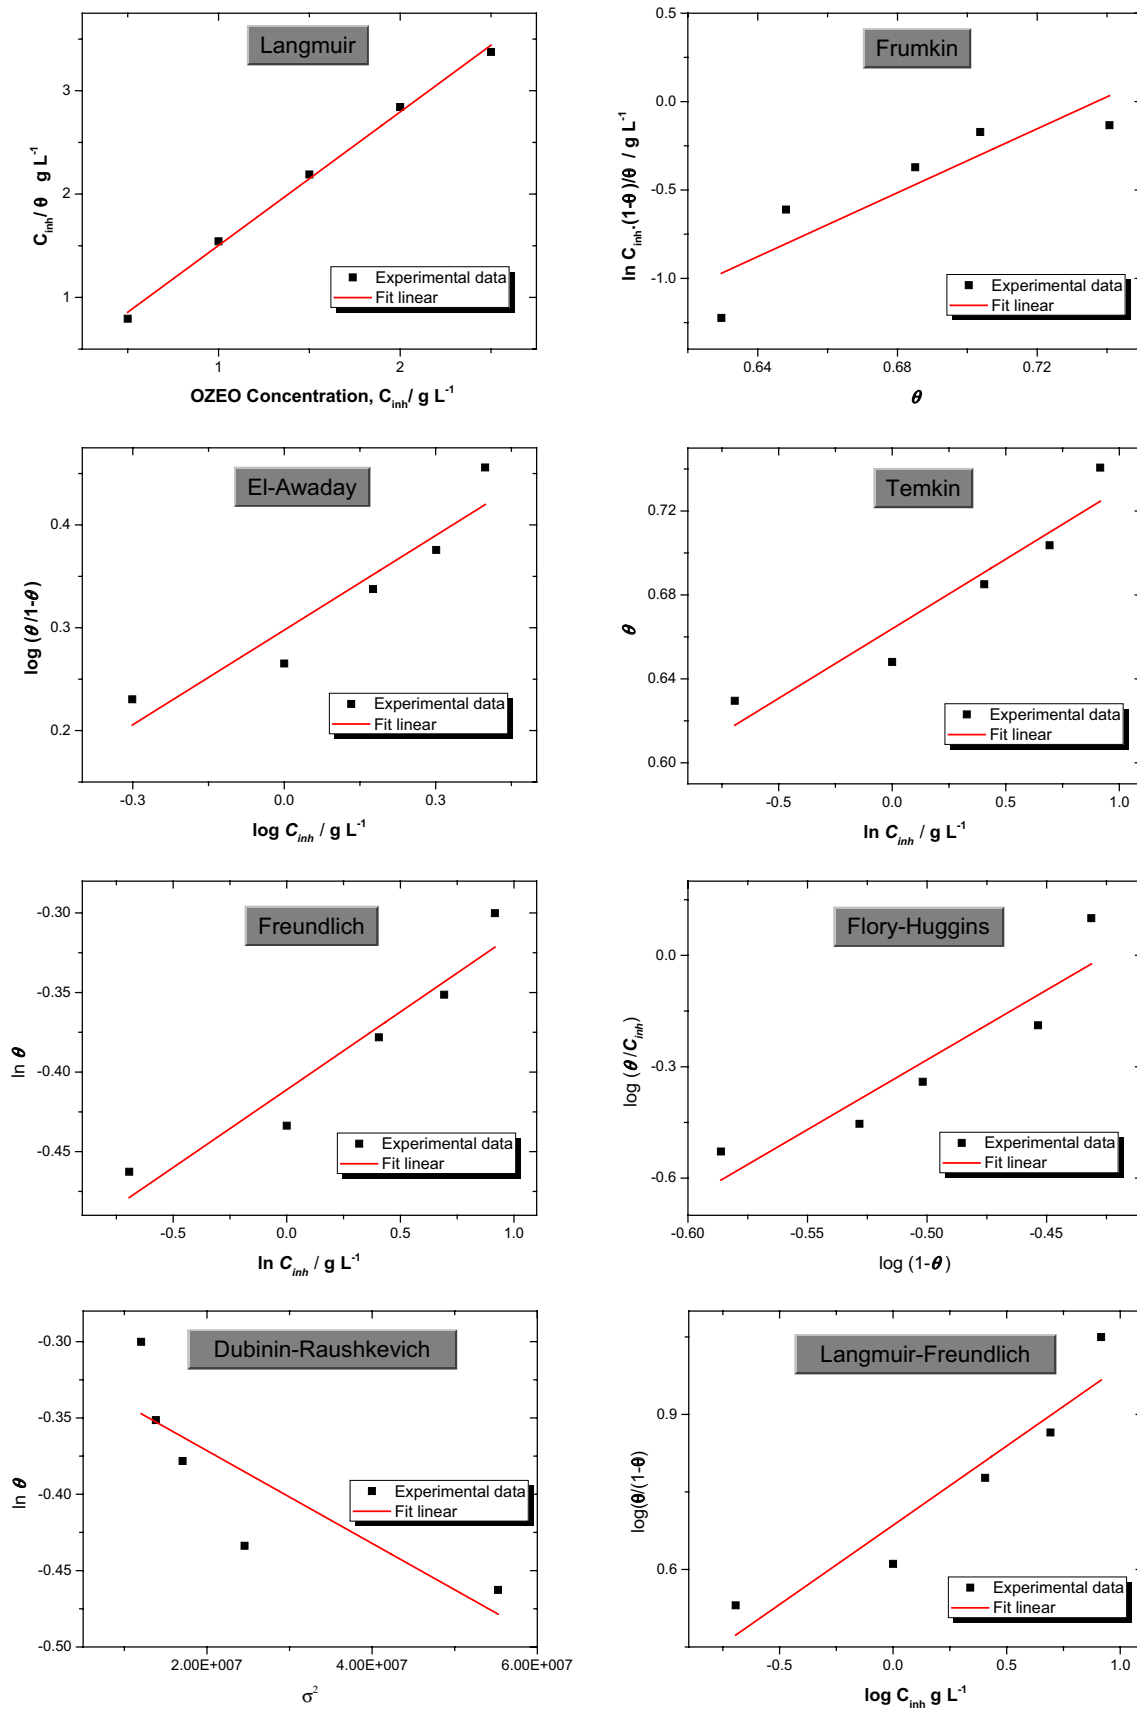 Langmuir
3
2
1
C_inh / θ g L⁻¹
Experimental data
Fit linear
1
2
OZEO Concentration, C_inh/ g L⁻¹
Frumkin
0.5
0.0
-0.5
-1.0
ln C_inh·(1-θ)/θ / g L⁻¹
Experimental data
Fit linear
0.64
0.68
0.72
θ
El-Awaday
0.4
0.3
0.2
log (θ/1-θ)
Experimental data
Fit linear
-0.3
0.0
0.3
log C_inh / g L⁻¹
Temkin
0.72
0.68
0.64
0.60
θ
Experimental data
Fit linear
-0.5
0.0
0.5
1.0
ln C_inh / g L⁻¹
Freundlich
-0.30
-0.35
-0.40
-0.45
ln θ
Experimental data
Fit linear
-0.5
0.0
0.5
1.0
ln C_inh / g L⁻¹
Flory-Huggins
0.0
-0.3
-0.6
log (θ/C_inh)
Experimental data
Fit linear
-0.60
-0.55
-0.50
-0.45
log (1-θ)
Dubinin-Raushkevich
-0.30
-0.35
-0.40
-0.45
-0.50
ln θ
Experimental data
Fit linear
2.00E+007
4.00E+007
6.00E+007
σ²
Langmuir-Freundlich
0.9
0.6
log(θ/(1-θ)
Experimental data
Fit linear
-0.5
0.0
0.5
1.0
log C_inh g L⁻¹